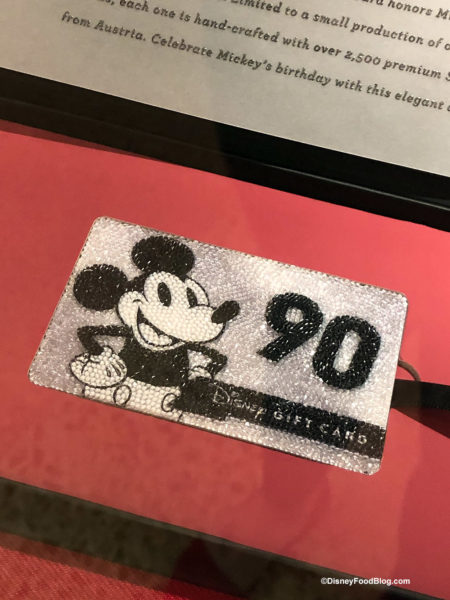 honors
Limited to a small production of
each one is hand-crafted with over 2,500 premium
from Austria. Celebrate Mickey's birthday with this elegant
90
Disney GIFT CARD
©DisneyFoodBlog.com